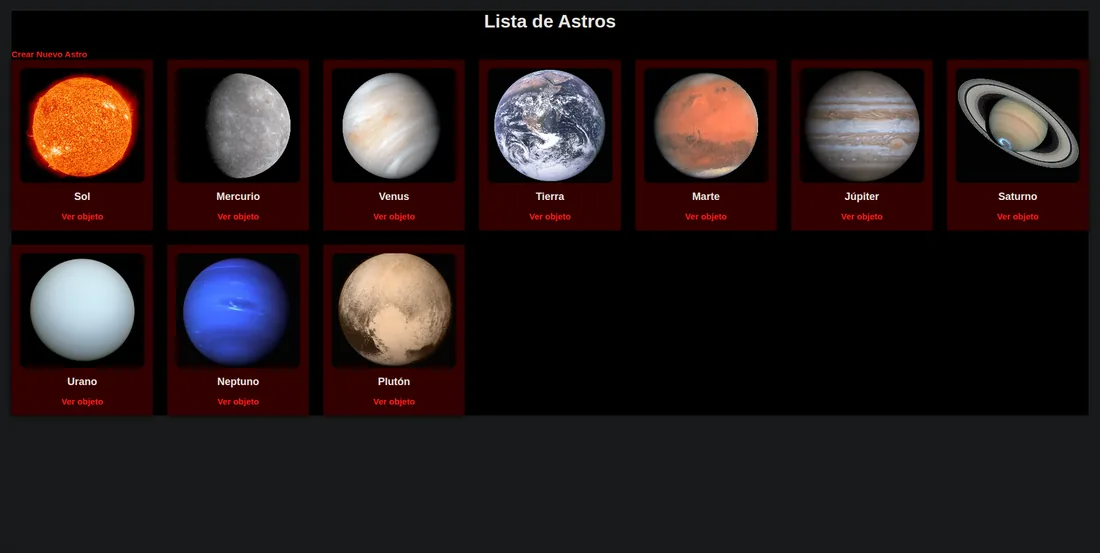 Lista de Astros
Crear Nuevo Astro
Sol
Ver objeto
Mercurio
Ver objeto
Venus
Ver objeto
Tierra
Ver objeto
Marte
Ver objeto
Júpiter
Ver objeto
Saturno
Ver objeto
Urano
Ver objeto
Neptuno
Ver objeto
Plutón
Ver objeto